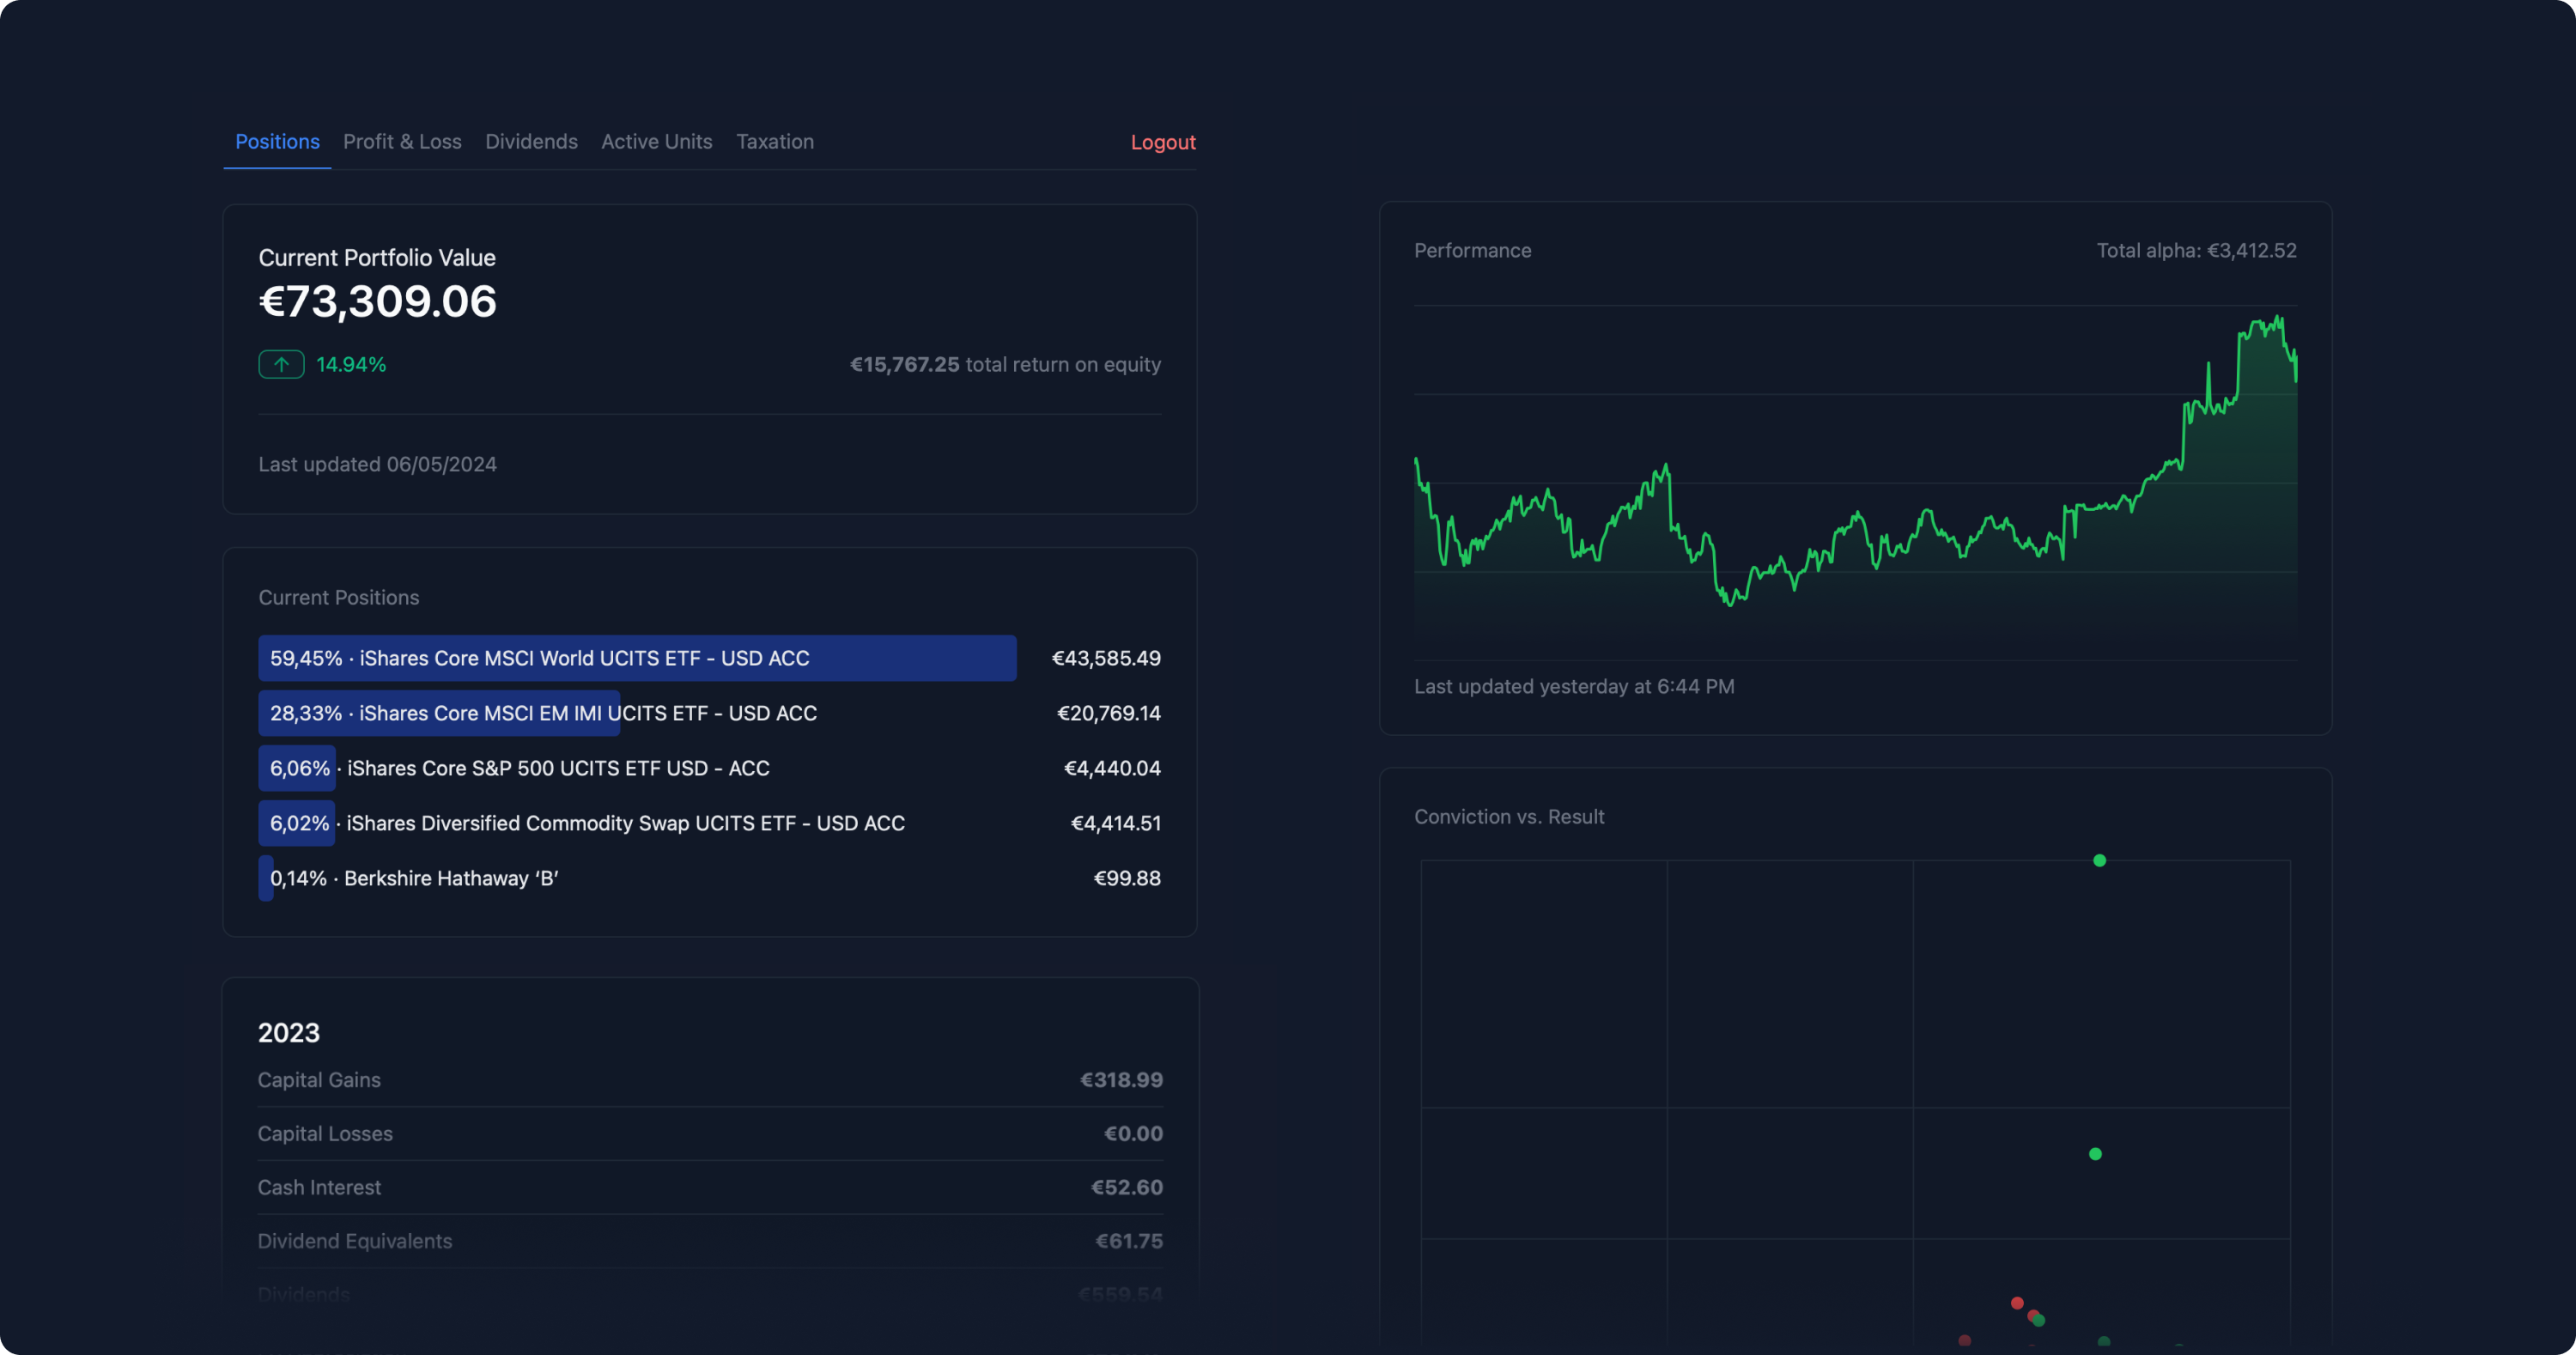 Positions Profit & Loss Dividends Active Units Taxation Logout
Current Portfolio Value
€73,309.06
14.94% €15,767.25 total return on equity
Last updated 06/05/2024
Current Positions
59,45% · iShares Core MSCI World UCITS ETF - USD ACC €43,585.49
28,33% · iShares Core MSCI EM IMI UCITS ETF - USD ACC €20,769.14
6,06% · iShares Core S&P 500 UCITS ETF USD - ACC €4,440.04
6,02% · iShares Diversified Commodity Swap UCITS ETF - USD ACC €4,414.51
0,14% · Berkshire Hathaway ‘B’ €99.88
2023
Capital Gains €318.99
Capital Losses €0.00
Cash Interest €52.60
Dividend Equivalents €61.75
Dividends €559.54
Performance Total alpha: €3,412.52
Last updated yesterday at 6:44 PM
Conviction vs. Result